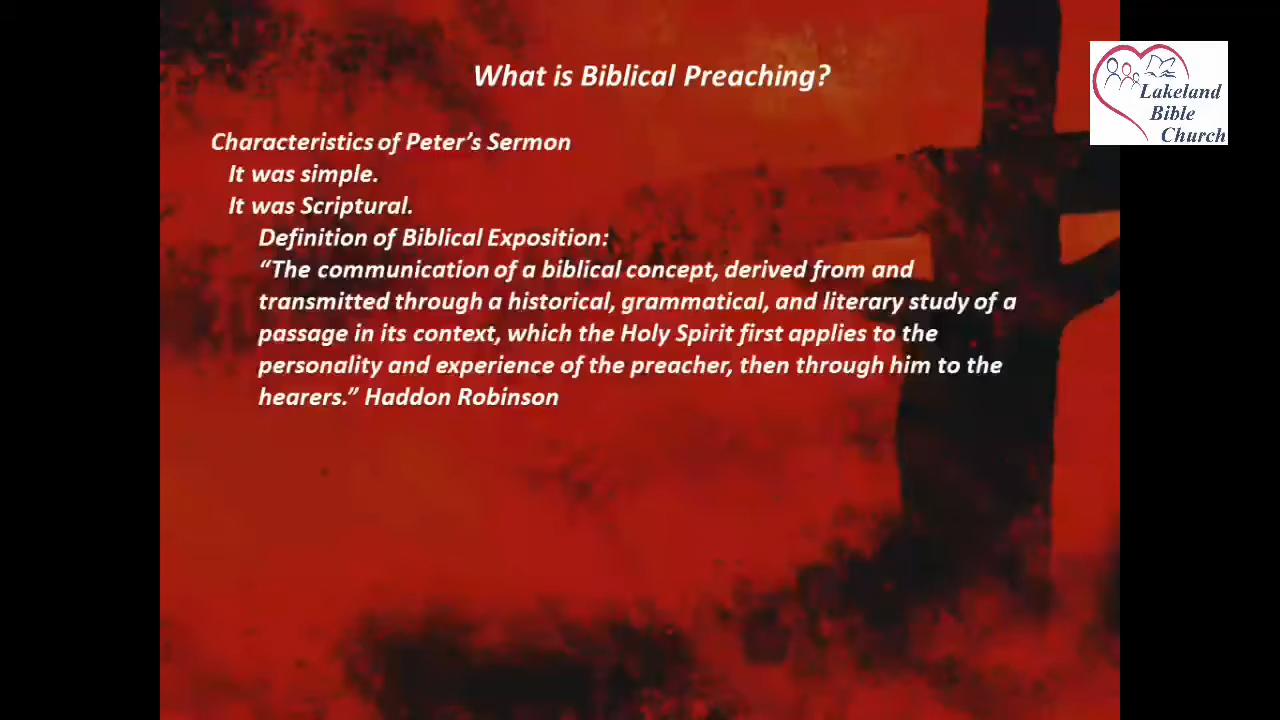 What is Biblical Preaching?
Lakeland
Bible
Church
Characteristics of Peter's Sermon
It was simple.
It was Scriptural.
Definition of Biblical Exposition:
“The communication of a biblical concept, derived from and
transmitted through a historical, grammatical, and literary study of a
passage in its context, which the Holy Spirit first applies to the
personality and experience of the preacher, then through him to the
hearers.” Haddon Robinson